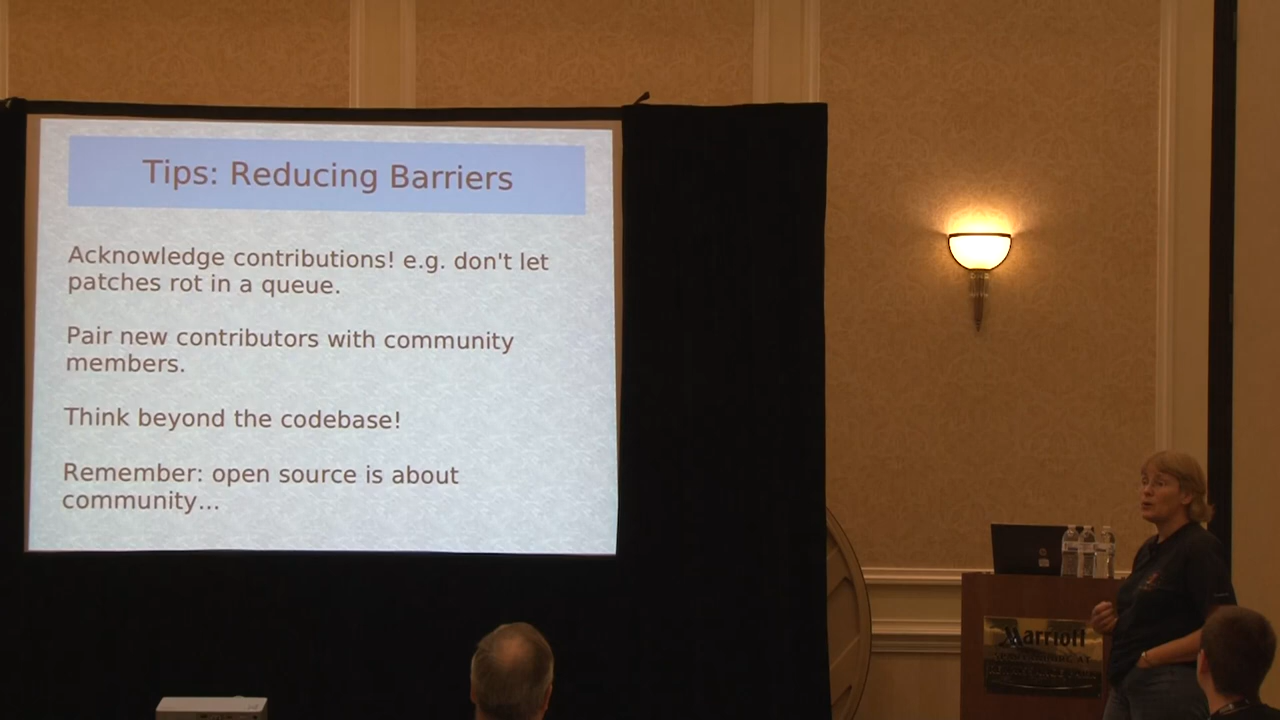 Tips: Reducing Barriers
Acknowledge contributions! e.g. don't let
patches rot in a queue.
Pair new contributors with community
members.
Think beyond the codebase!
Remember: open source is about
community...
Marriott